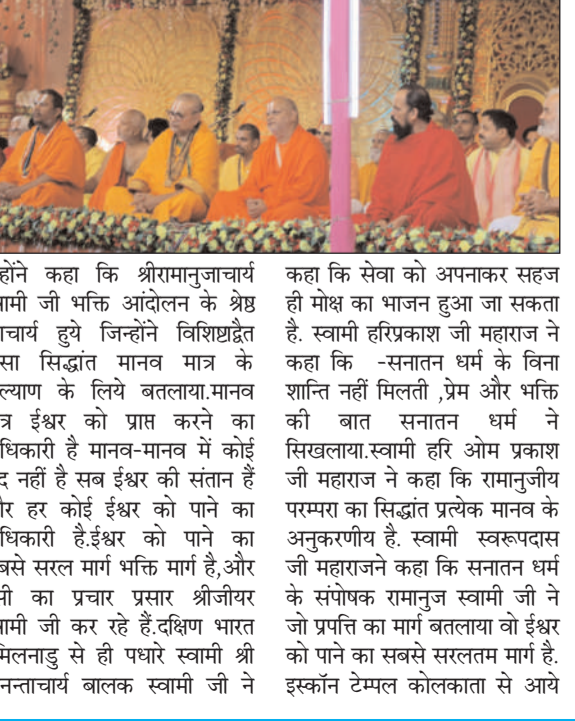 कहा कि श्रीरामानुजाचार्य
जी भक्ति आंदोलन के श्रेष्ठ
हुये जिन्होंने विशिष्टाद्वैत
सिद्धांत मानव मात्र के
के लिये बतलाया.मानव
ईश्वर को प्राप्त करने का
है मानव-मानव में कोई
नहीं है सब ईश्वर की संतान हैं
हर कोई ईश्वर को पाने का
है.ईश्वर को पाने का
सरल मार्ग भक्ति मार्ग है,और
का प्रचार प्रसार श्रीजीयर
जी कर रहे हैं.दक्षिण भारत
से ही पधारे स्वामी श्री
बालक स्वामी जी ने
कहा कि सेवा को अपनाकर सहज
ही मोक्ष का भाजन हुआ जा सकता
है. स्वामी हरिप्रकाश जी महाराज ने
कहा कि -सनातन धर्म के विना
शान्ति नहीं मिलती ,प्रेम और भक्ति
की बात सनातन धर्म ने
सिखलाया.स्वामी हरि ओम प्रकाश
जी महाराज ने कहा कि रामानुजीय
परम्परा का सिद्धांत प्रत्येक मानव के
अनुकरणीय है. स्वामी स्वरूपदास
जी महाराजने कहा कि सनातन धर्म
के संपोषक रामानुज स्वामी जी ने
जो प्रपत्ति का मार्ग बतलाया वो ईश्वर
को पाने का सबसे सरलतम मार्ग है.
इस्कॉन टेम्पल कोलकाता से आये